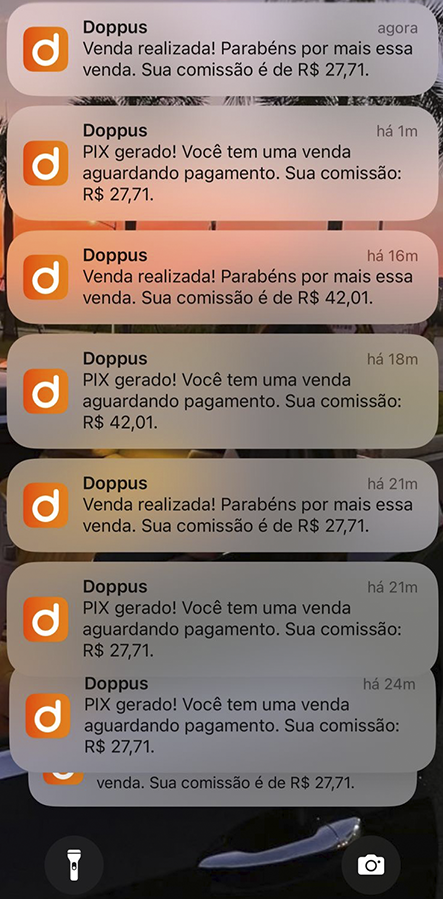 Doppus
agora
Venda realizada! Parabéns por mais essa
venda. Sua comissão é de R$ 27,71.
Doppus
há 1m
PIX gerado! Você tem uma venda
aguardando pagamento. Sua comissão:
R$ 27,71.
Doppus
há 16m
Venda realizada! Parabéns por mais essa
venda. Sua comissão é de R$ 42,01.
Doppus
há 18m
PIX gerado! Você tem uma venda
aguardando pagamento. Sua comissão:
R$ 42,01.
Doppus
há 21m
Venda realizada! Parabéns por mais essa
venda. Sua comissão é de R$ 27,71.
Doppus
há 21m
PIX gerado! Você tem uma venda
aguardando pagamento. Sua comissão:
R$ 27,71.
Doppus
há 24m
PIX gerado! Você tem uma venda
aguardando pagamento. Sua comissão:
R$ 27,71.
venda. Sua comissão é de R$ 27,71.